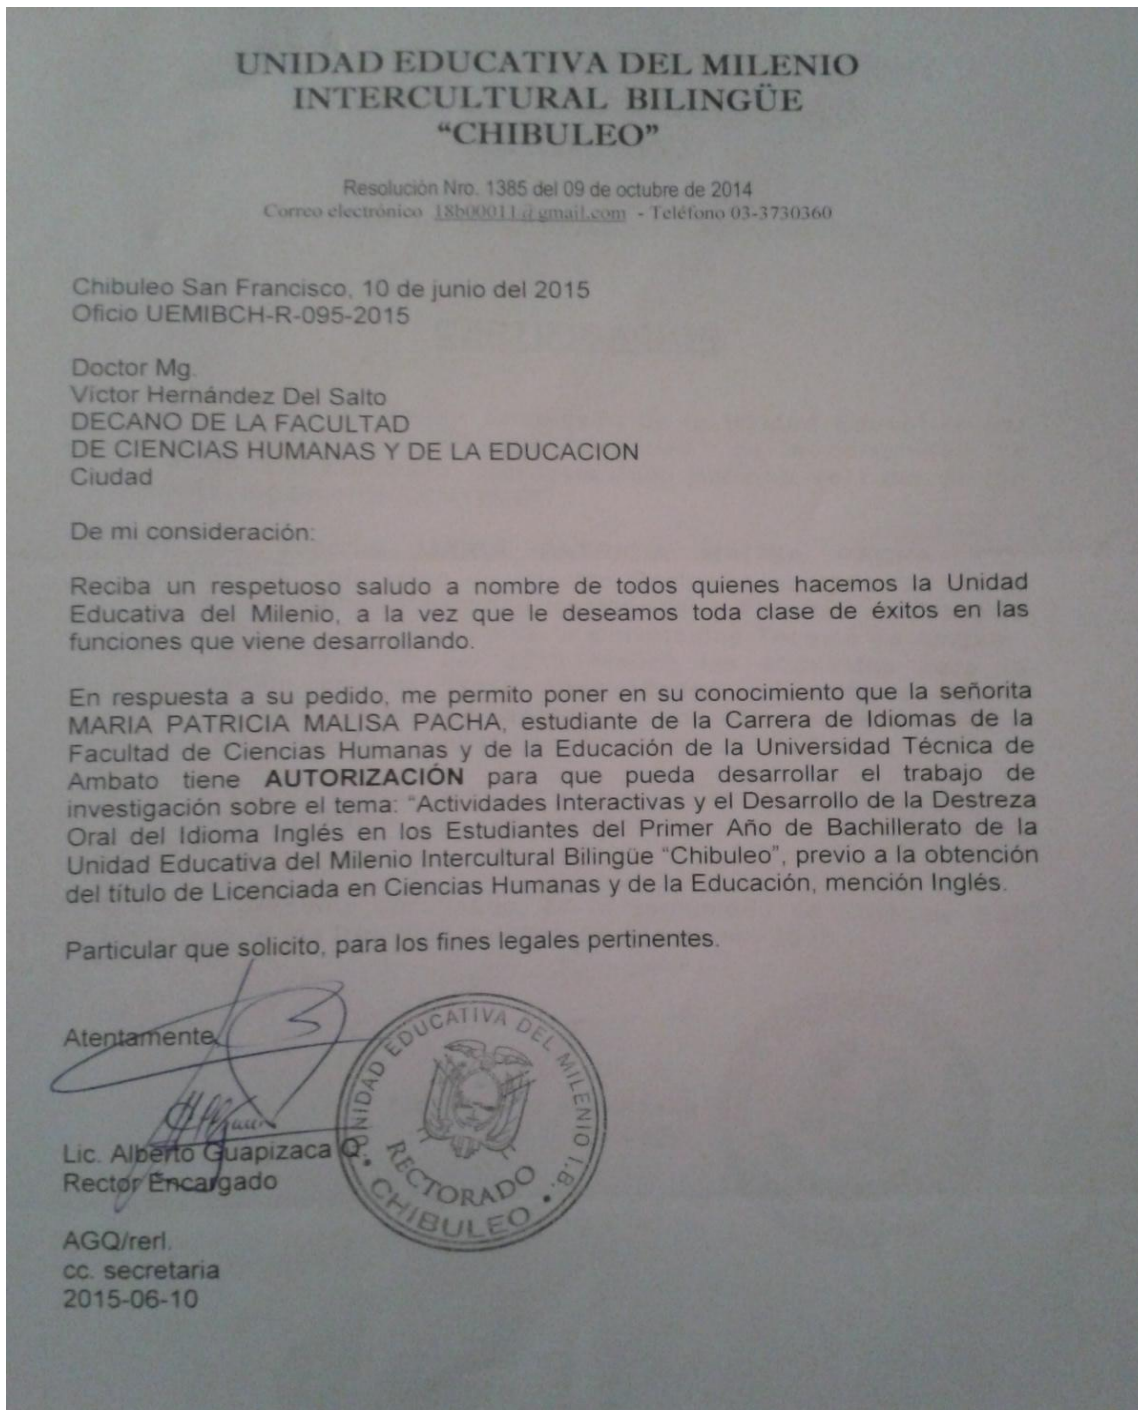 UNIDAD EDUCATIVA DEL MILENIO
INTERCULTURAL BILINGÜE
“CHIBULEO”
Resolución Nro. 1385 del 09 de octubre de 2014
Correo electrónico 18b00011@gmail.com - Teléfono 03-3730360
Chibuleo San Francisco, 10 de junio del 2015
Oficio UEMIBCH-R-095-2015
Doctor Mg.
Víctor Hernández Del Salto
DECANO DE LA FACULTAD
DE CIENCIAS HUMANAS Y DE LA EDUCACION
Ciudad
De mi consideración:
Reciba un respetuoso saludo a nombre de todos quienes hacemos la Unidad
Educativa del Milenio, a la vez que le deseamos toda clase de éxitos en las
funciones que viene desarrollando.
En respuesta a su pedido, me permito poner en su conocimiento que la señorita
MARIA PATRICIA MALISA PACHA, estudiante de la Carrera de Idiomas de la
Facultad de Ciencias Humanas y de la Educación de la Universidad Técnica de
Ambato tiene AUTORIZACIÓN para que pueda desarrollar el trabajo de
investigación sobre el tema: “Actividades Interactivas y el Desarrollo de la Destreza
Oral del Idioma Inglés en los Estudiantes del Primer Año de Bachillerato de la
Unidad Educativa del Milenio Intercultural Bilingüe “Chibuleo”, previo a la obtención
del título de Licenciada en Ciencias Humanas y de la Educación, mención Inglés.
Particular que solicito, para los fines legales pertinentes.
Atentamente
Lic. Alberto Guapizaca Q.
Rector Encargado
UNIDAD EDUCATIVA DEL MILENIO I.B.
RECTORADO
CHIBULEO
AGQ/rerl.
cc. secretaria
2015-06-10